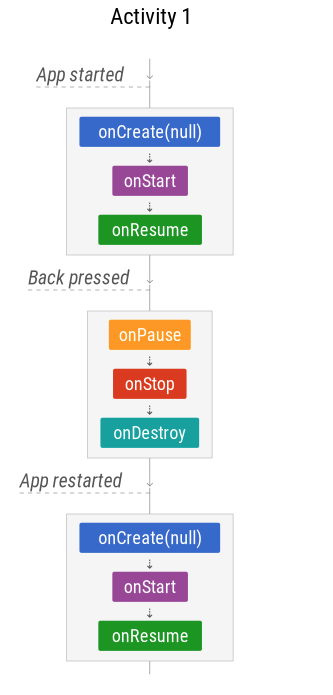 Activity 1
App started
onCreate(null)
onStart
onResume
Back pressed
onPause
onStop
onDestroy
App restarted
onCreate(null)
onStart
onResume